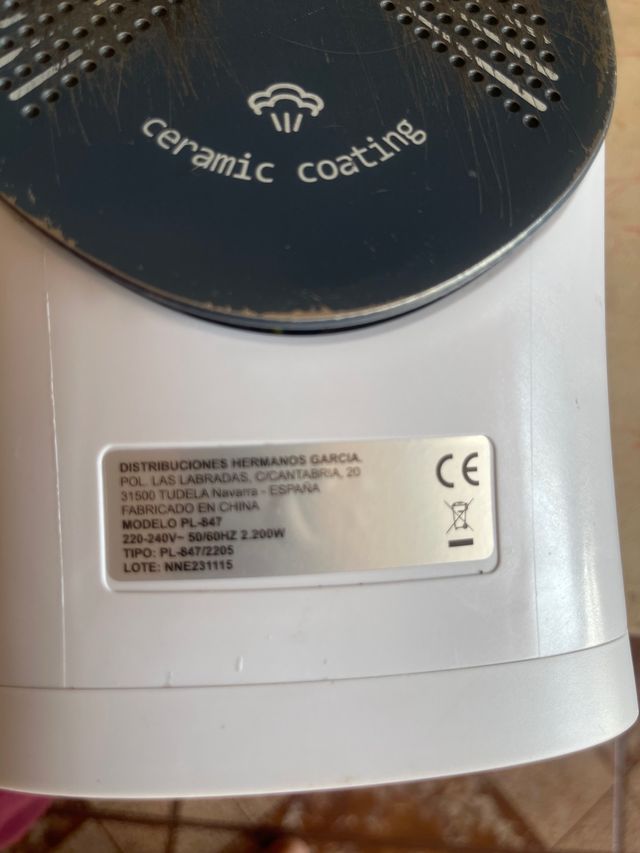 ceramic coating
DISTRIBUCIONES HERMANOS GARCIA.
POL. LAS LABRADAS, C/CANTABRIA, 20
31500 TUDELA Navarra - ESPAÑA
FABRICADO EN CHINA
MODELO PL-847
220-240V~ 50/60HZ 2.200W
TIPO: PL-847/2205
LOTE: NNE231115
CE